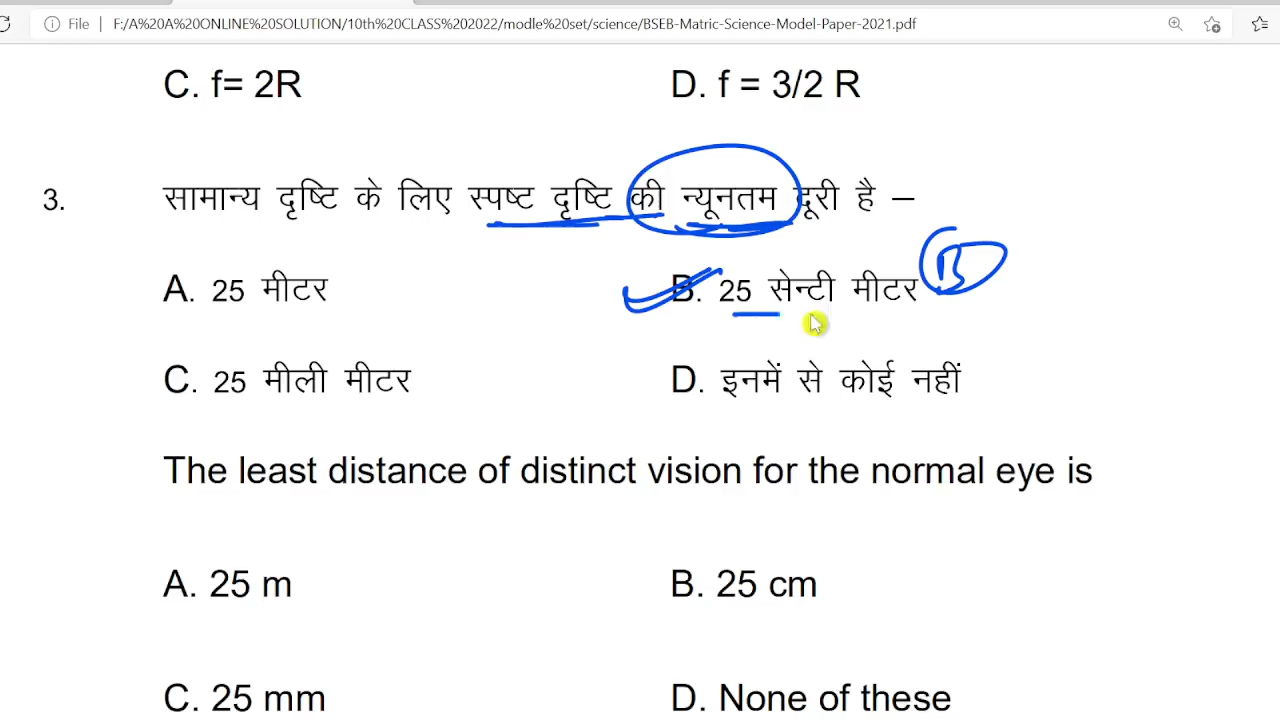 File F:/A%20A%20ONLINE%20SOLUTION/10th%20CLASS%202022/modle%20set/science/BSEB-Matric-Science-Model-Paper-2021.pdf
C. f= 2R D. f = 3/2 R
3. सामान्य दृष्टि के लिए स्पष्ट दृष्टि की न्यूनतम दूरी है –
A. 25 मीटर B. 25 सेन्टी मीटर B
C. 25 मीली मीटर D. इनमें से कोई नहीं
The least distance of distinct vision for the normal eye is
A. 25 m B. 25 cm
C. 25 mm D. None of these